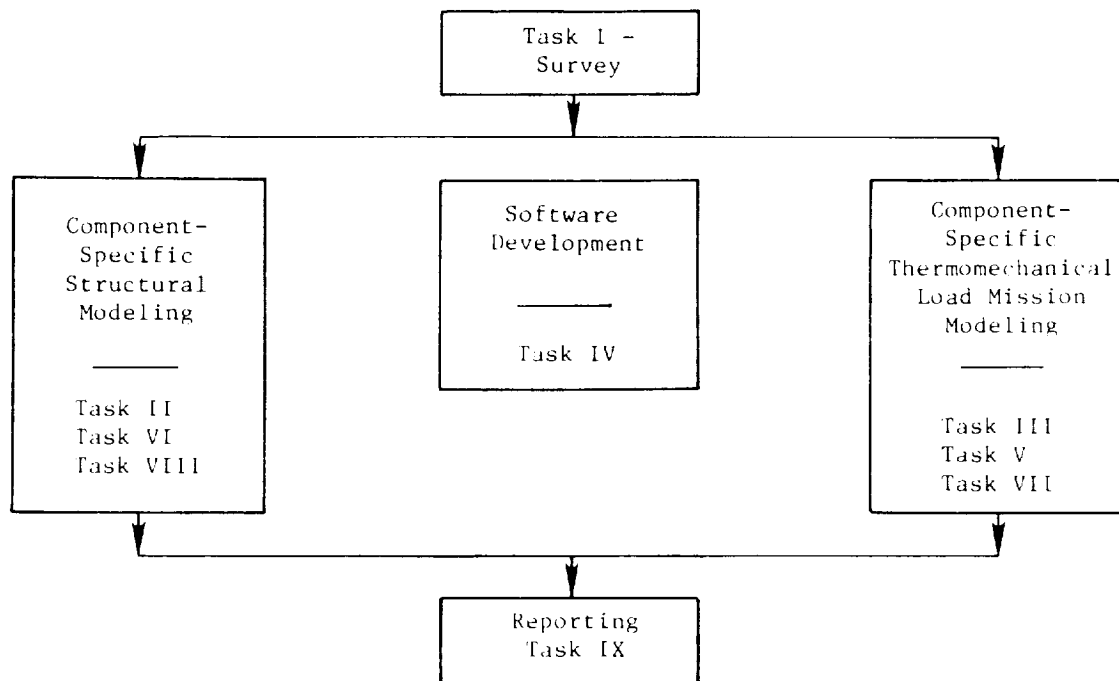 Task I -
Survey
Component-
Specific
Structural
Modeling
Task II
Task VI
Task VIII
Software
Development
Task IV
Component-
Specific
Thermomechanical
Load Mission
Modeling
Task III
Task V
Task VII
Reporting
Task IX